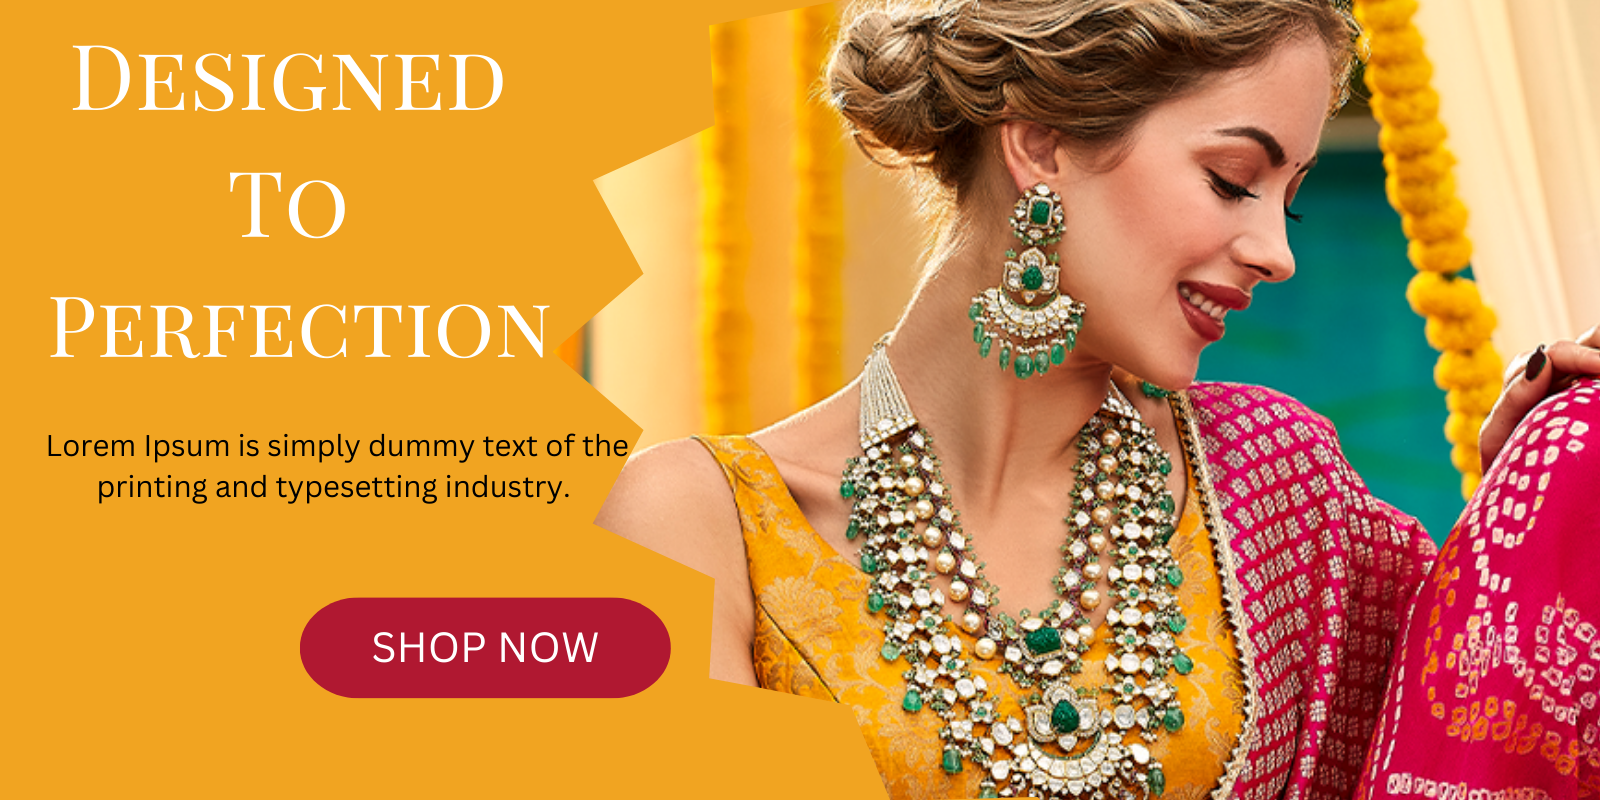 DESIGNED
TO
PERFECTION
Lorem Ipsum is simply dummy text of the
printing and typesetting industry.
SHOP NOW